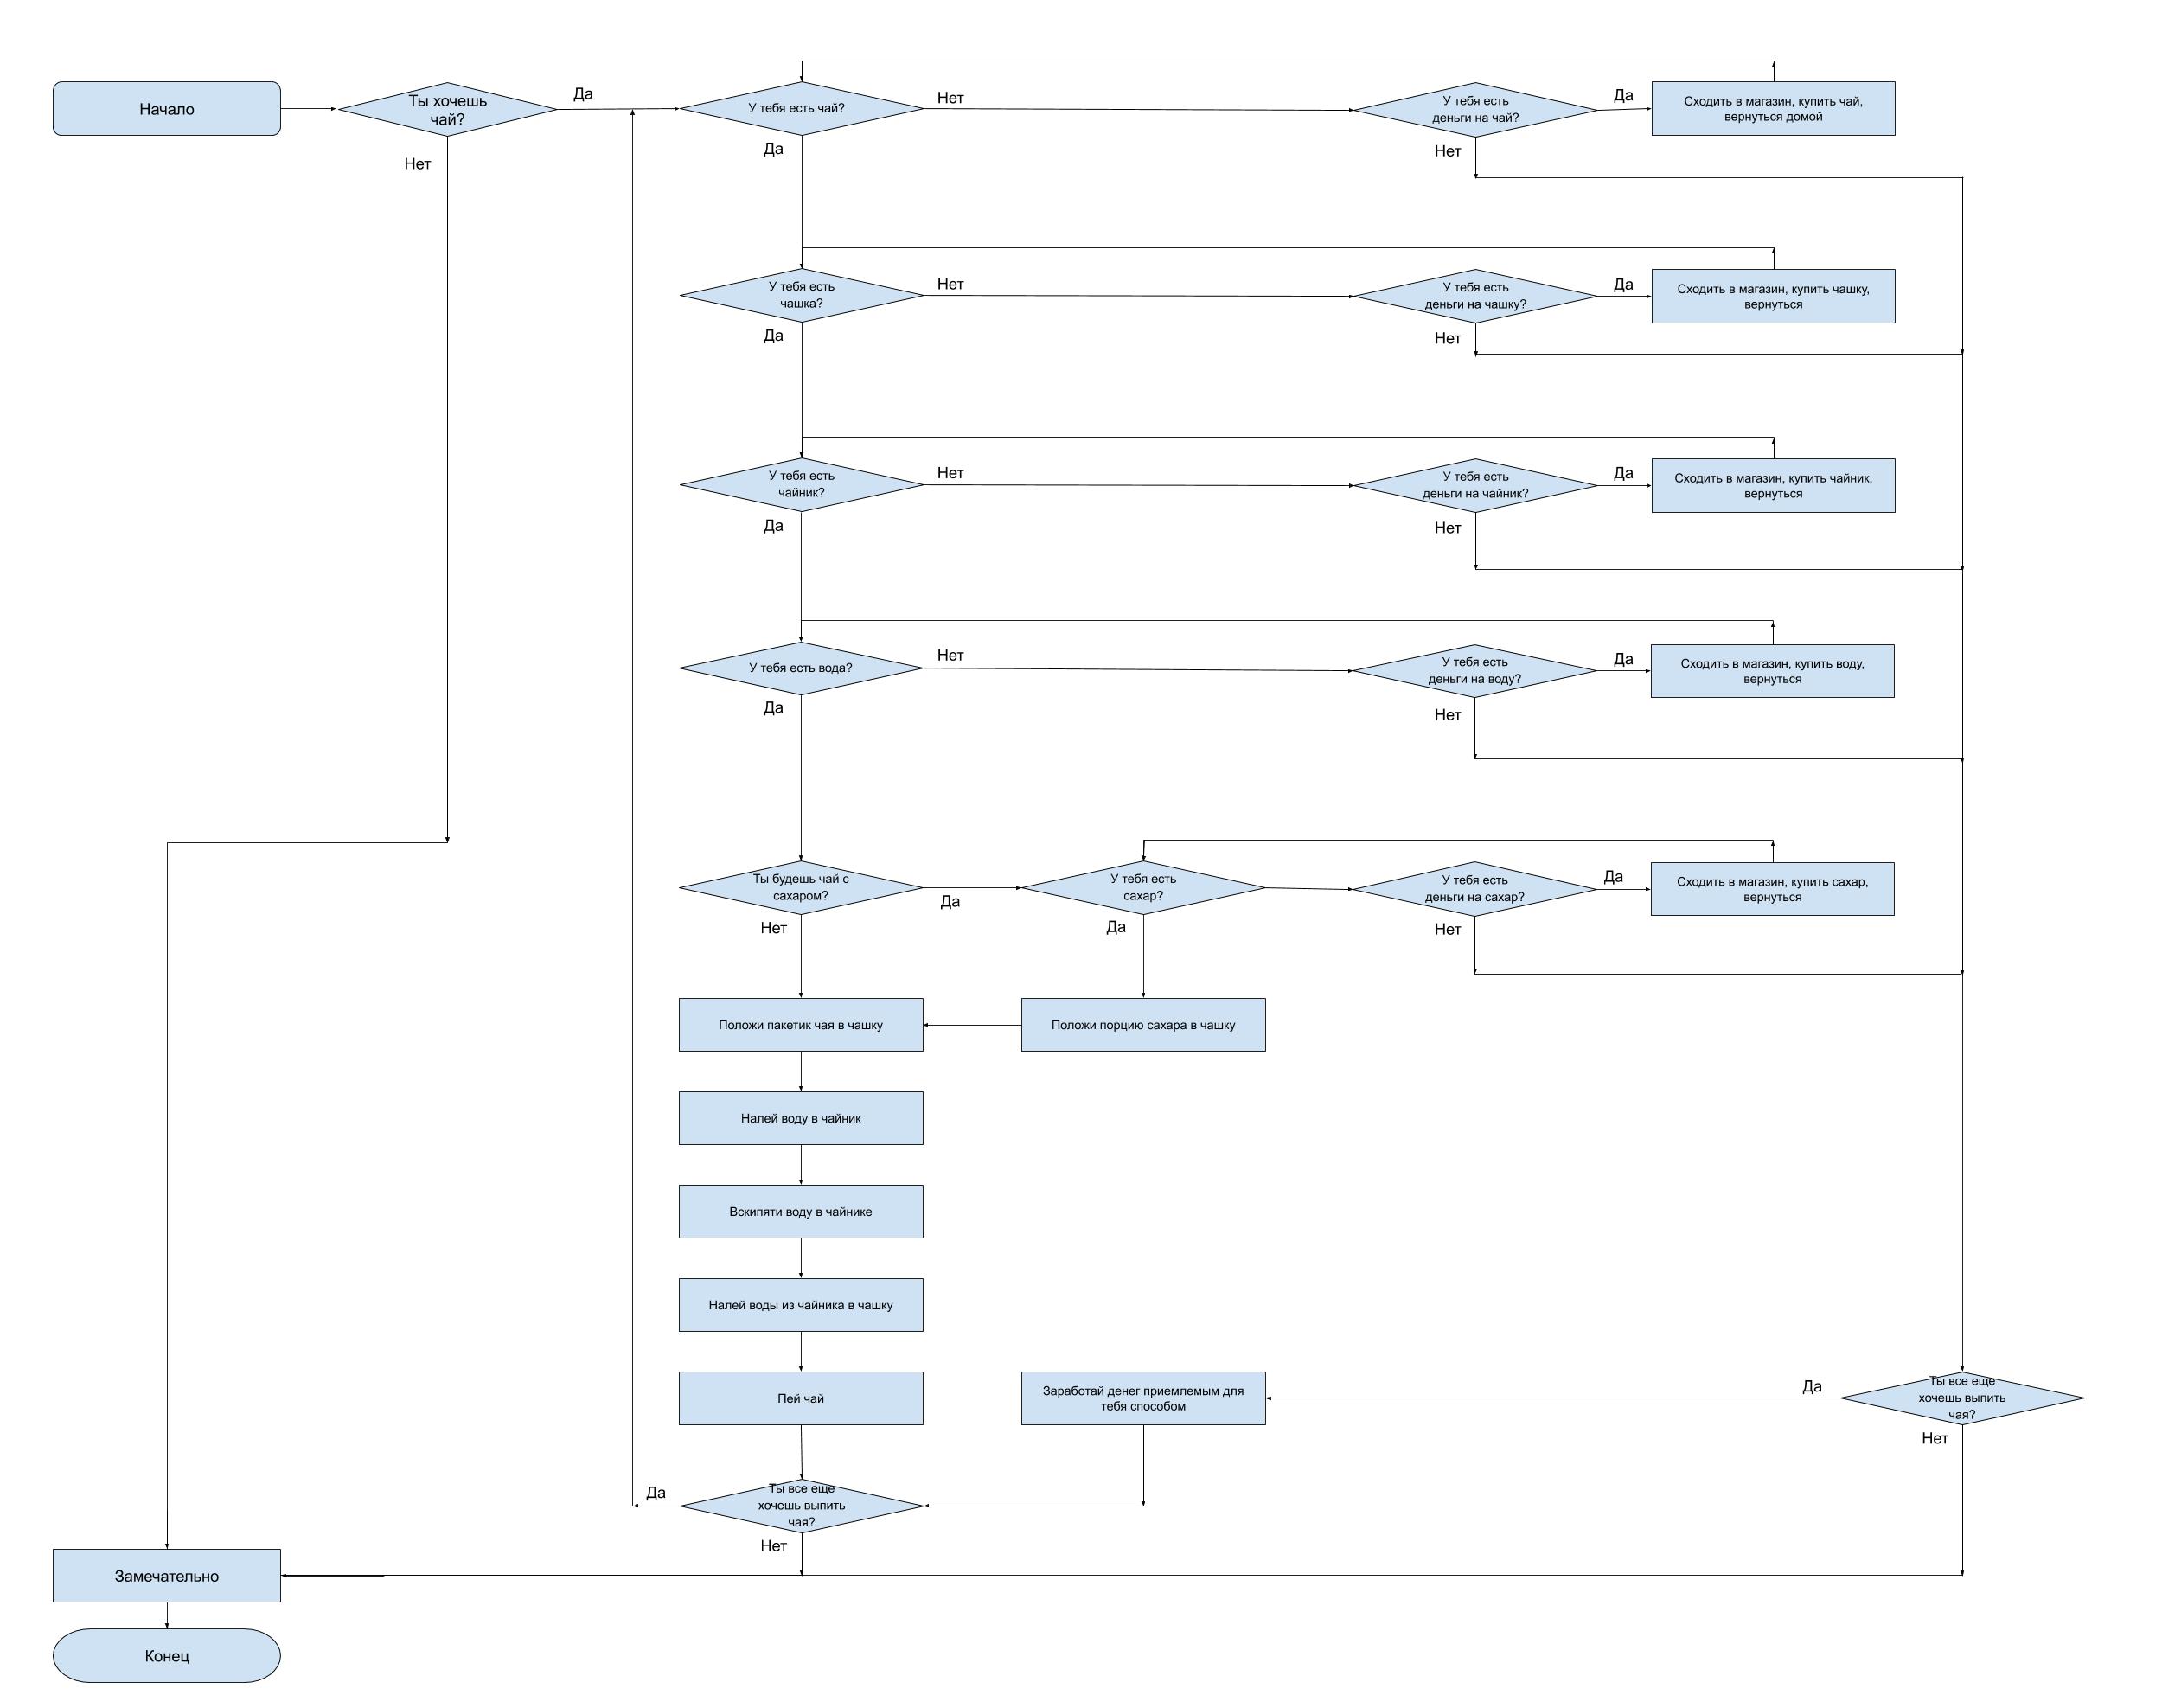 Начало
Ты хочешь
чай?
Да
У тебя есть чай?
Нет
У тебя есть
деньги на чай?
Да
Сходить в магазин, купить чай,
вернуться домой
Нет
Да
Нет
У тебя есть
чашка?
Нет
У тебя есть
деньги на чашку?
Да
Сходить в магазин, купить чашку,
вернуться
Да
Нет
У тебя есть
чайник?
Нет
У тебя есть
деньги на чайник?
Да
Сходить в магазин, купить чайник,
вернуться
Да
Нет
У тебя есть вода?
Нет
У тебя есть
деньги на воду?
Да
Сходить в магазин, купить воду,
вернуться
Да
Нет
Ты будешь чай с
сахаром?
Да
У тебя есть
сахар?
У тебя есть
деньги на сахар?
Да
Сходить в магазин, купить сахар,
вернуться
Нет
Да
Нет
Положи пакетик чая в чашку
Положи порцию сахара в чашку
Налей воду в чайник
Вскипяти воду в чайнике
Налей воды из чайника в чашку
Пей чай
Заработай денег приемлемым для
тебя способом
Да
Ты все еще
хочешь выпить
чая?
Нет
Да
Ты все еще
хочешь выпить
чая?
Нет
Замечательно
Конец